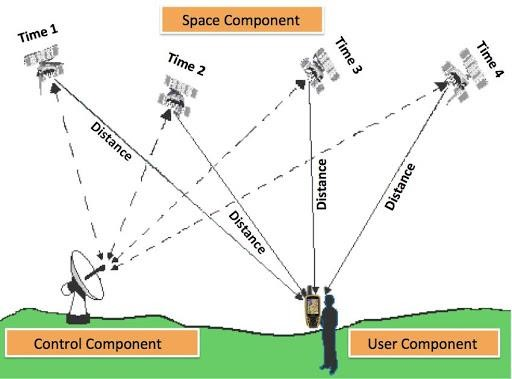 Space Component
Time 1
Time 2
Time 3
Time 4
Distance
Distance
Distance
Distance
Control Component
User Component